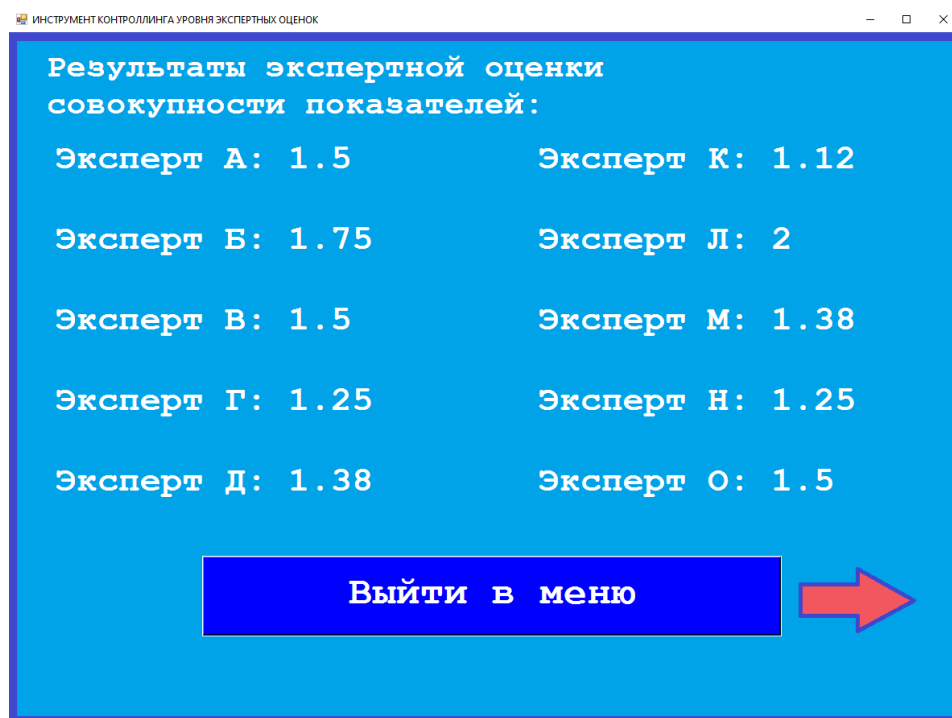 ИНСТРУМЕНТ КОНТРОЛЛИНГА УРОВНЯ ЭКСПЕРТНЫХ ОЦЕНОК
Результаты экспертной оценки
совокупности показателей:
Эксперт А: 1.5
Эксперт К: 1.12
Эксперт Б: 1.75
Эксперт Л: 2
Эксперт В: 1.5
Эксперт М: 1.38
Эксперт Г: 1.25
Эксперт Н: 1.25
Эксперт Д: 1.38
Эксперт О: 1.5
Выйти в меню